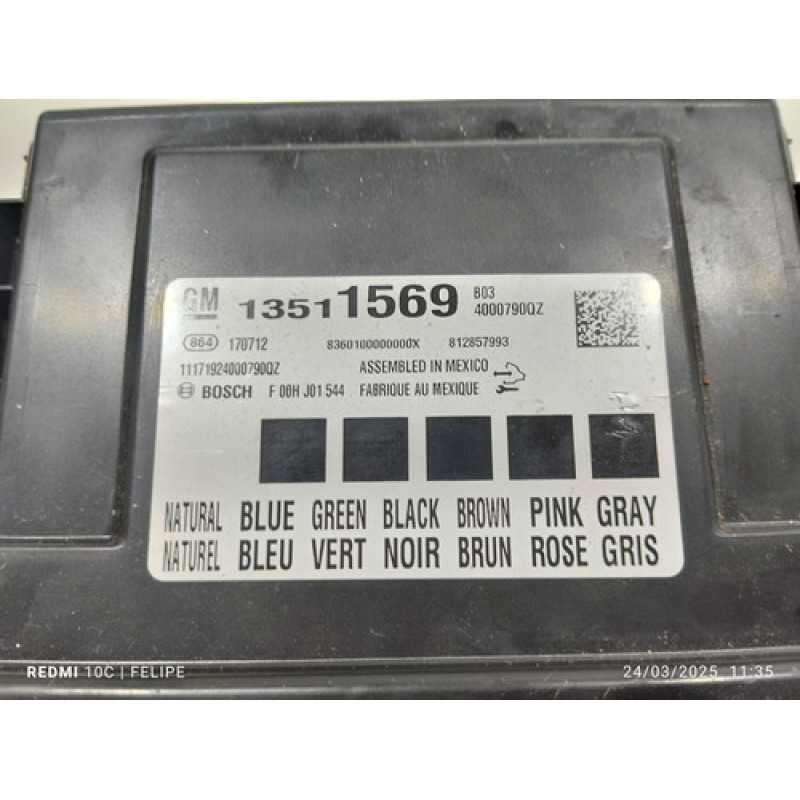 GM 13511569 B03
4000790QZ
864 170712 8360100000000X 812857993
11171924000790QZ ASSEMBLED IN MEXICO
BOSCH F 00H J01 544 FABRIQUE AU MEXIQUE
NATURAL BLUE GREEN BLACK BROWN PINK GRAY
NATUREL BLEU VERT NOIR BRUN ROSE GRIS
REDMI 10C | FELIPE 24/03/2025 11:35